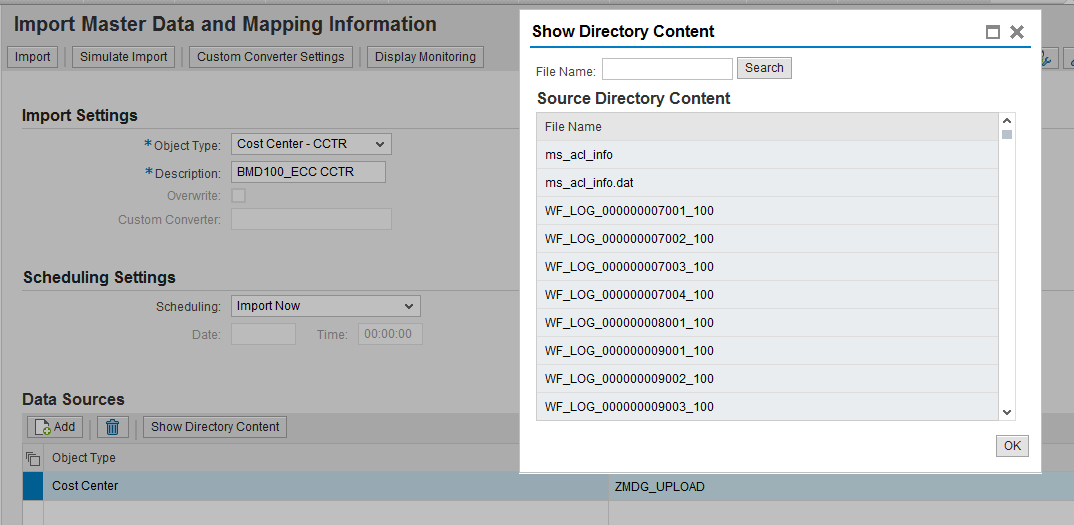 Import Master Data and Mapping Information
Import Simulate Import Custom Converter Settings Display Monitoring
Import Settings
*Object Type: Cost Center - CCTR
*Description: BMD100_ECC CCTR
Overwrite:
Custom Converter:
Scheduling Settings
Scheduling: Import Now
Date: Time: 00:00:00
Data Sources
Add Show Directory Content
Object Type
Cost Center ZMDG_UPLOAD
Show Directory Content
File Name: Search
Source Directory Content
File Name
ms_acl_info
ms_acl_info.dat
WF_LOG_000000007001_100
WF_LOG_000000007002_100
WF_LOG_000000007003_100
WF_LOG_000000007004_100
WF_LOG_000000008001_100
WF_LOG_000000009001_100
WF_LOG_000000009002_100
WF_LOG_000000009003_100
OK